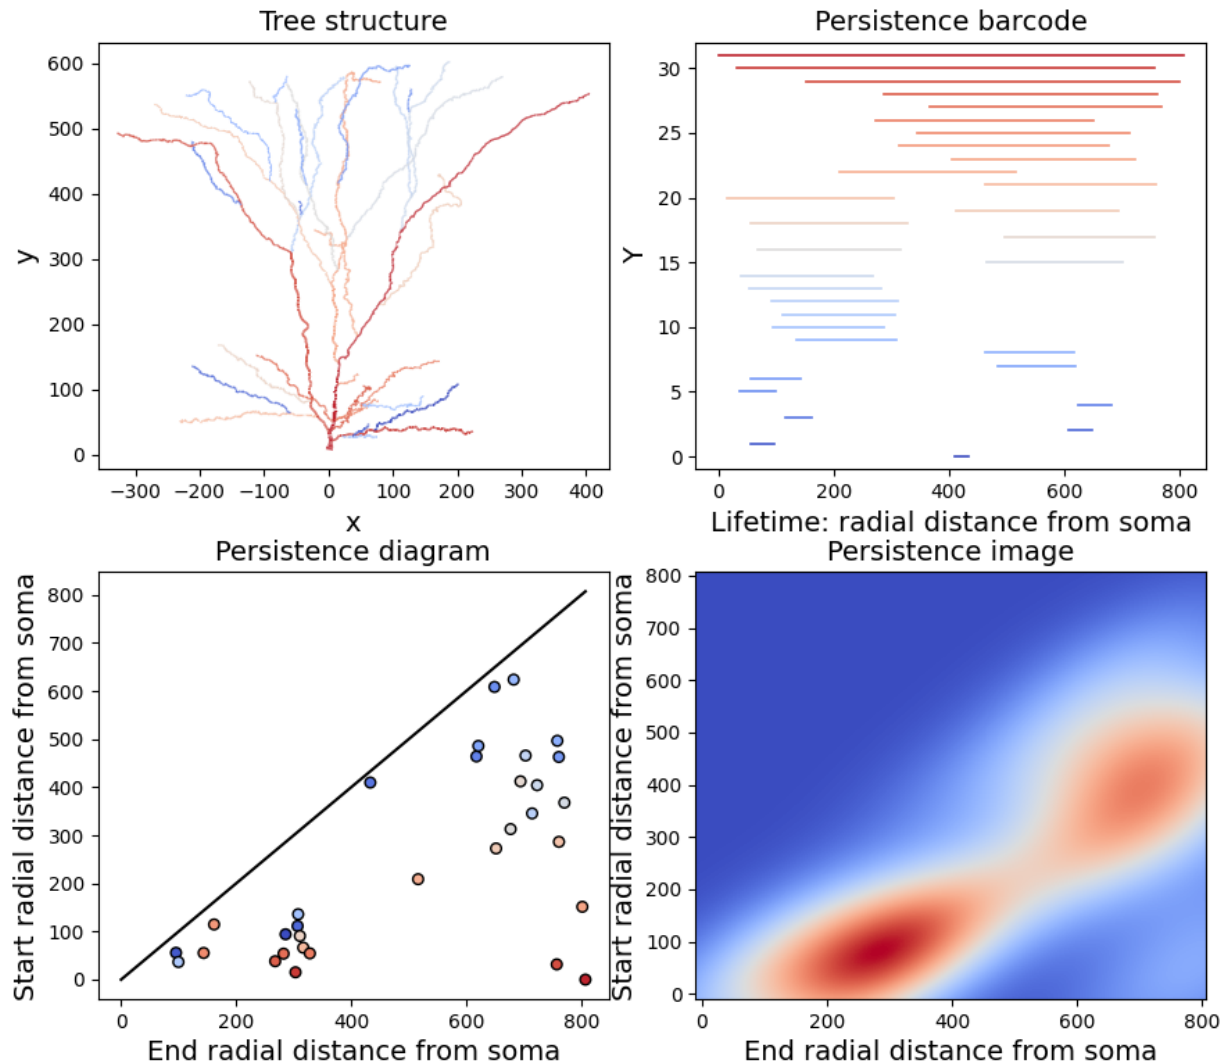 Tree structure
600
500
400
300
200
100
0
y
−300 −200 −100 0 100 200 300 400
x
Persistence barcode
30
25
20
15
10
5
0
Y
0 200 400 600 800
Lifetime: radial distance from soma
Persistence diagram
800
700
600
500
400
300
200
100
0
Start radial distance from soma
0 200 400 600 800
End radial distance from soma
Persistence image
800
700
600
500
400
300
200
100
0
Start radial distance from soma
0 200 400 600 800
End radial distance from soma